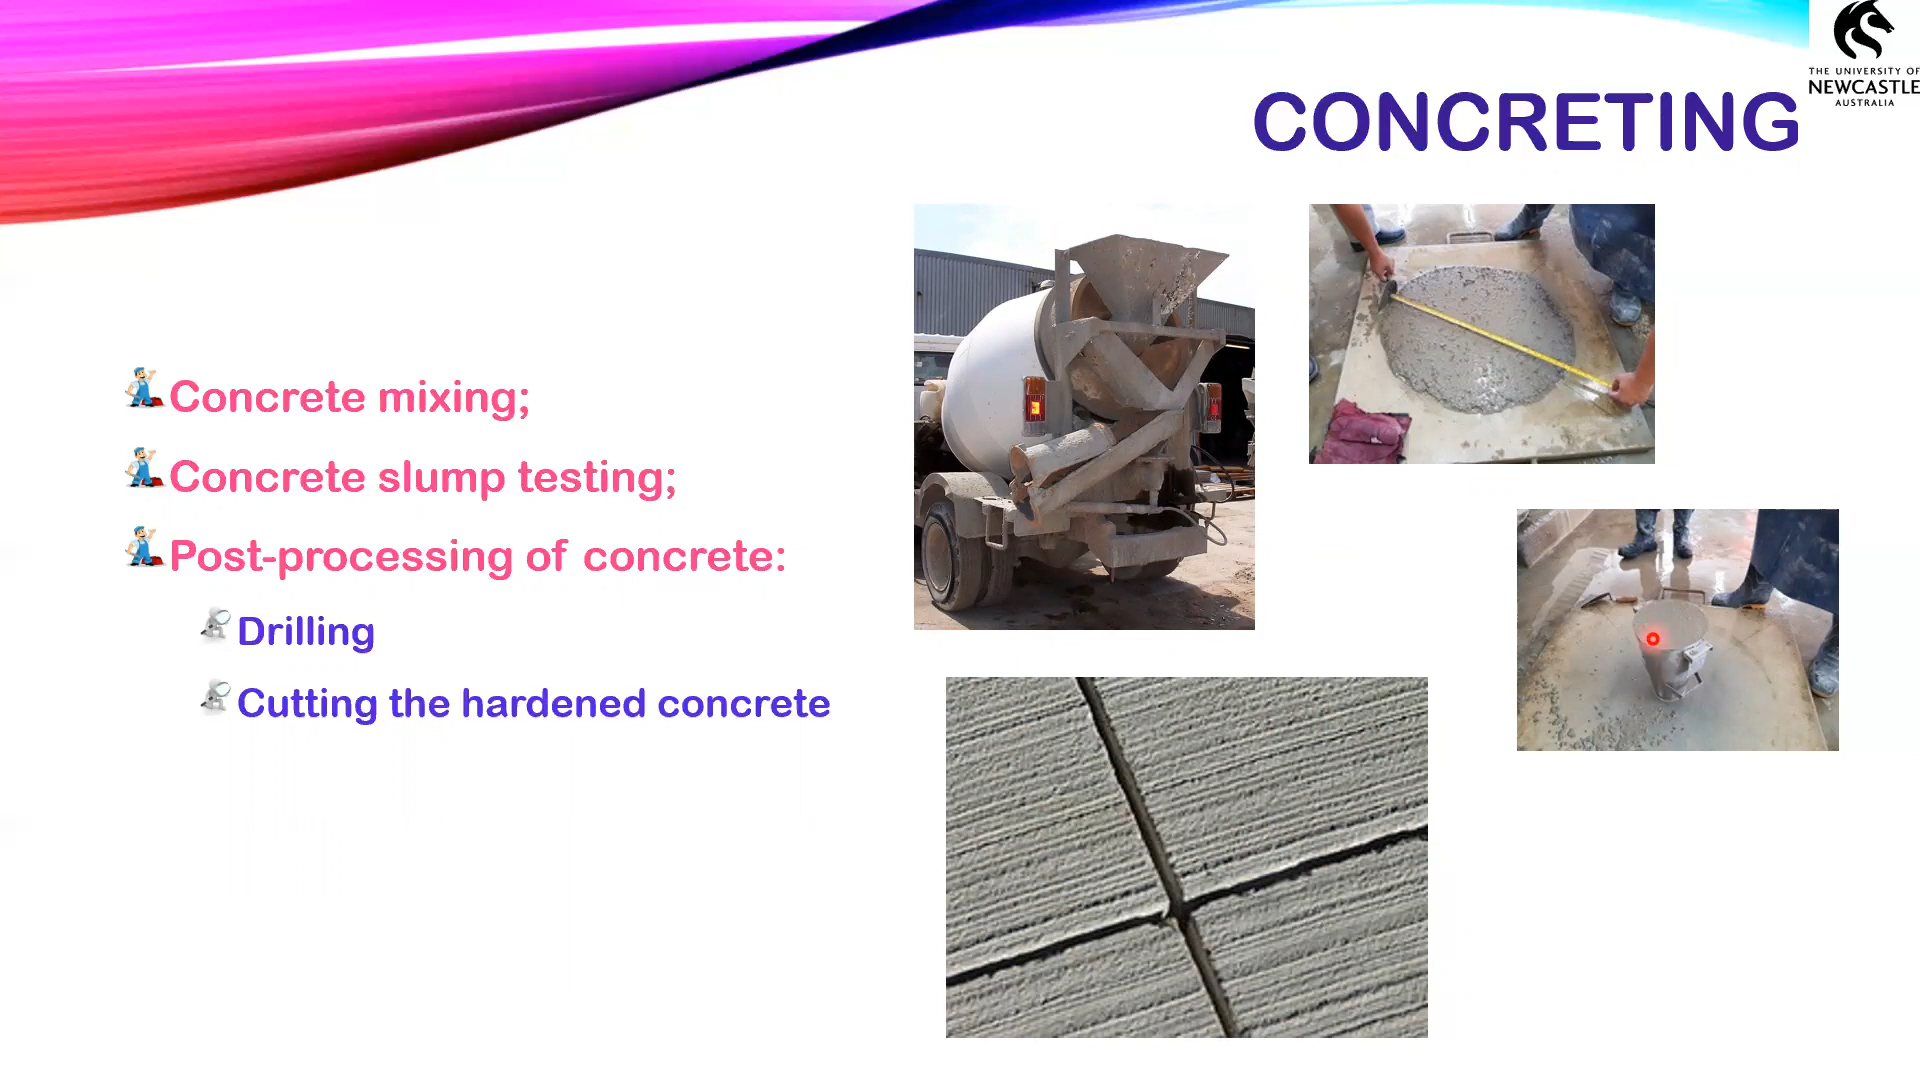 THE UNIVERSITY OF
NEWCASTLE
AUSTRALIA
CONCRETING
Concrete mixing;
Concrete slump testing;
Post-processing of concrete:
Drilling
Cutting the hardened concrete